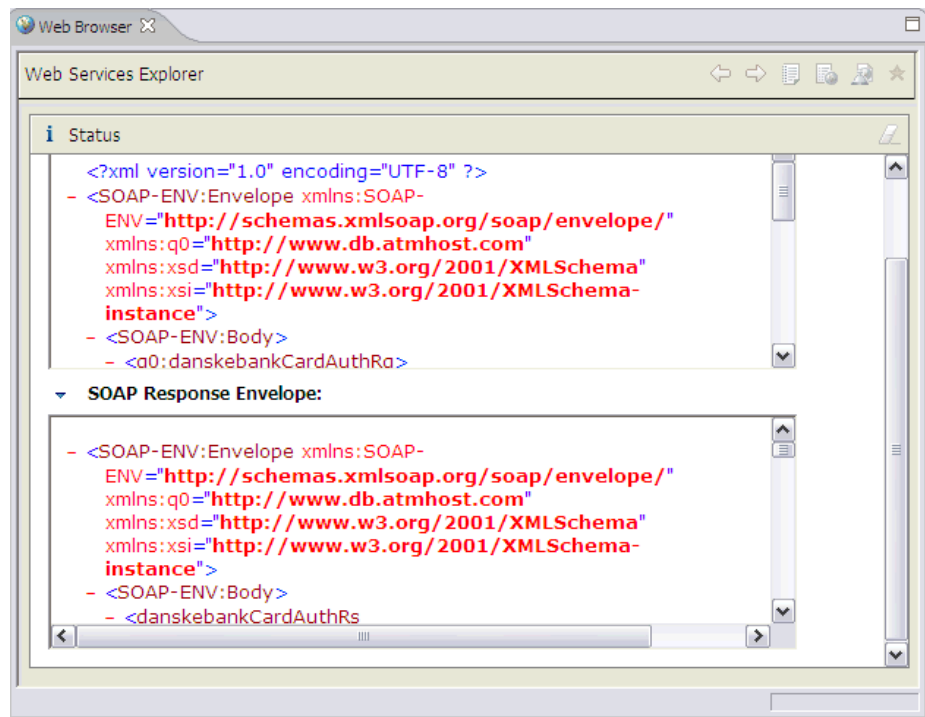 Web Browser
Web Services Explorer
i Status
<?xml version="1.0" encoding="UTF-8" ?>
- <SOAP-ENV:Envelope xmlns:SOAP-
ENV="http://schemas.xmlsoap.org/soap/envelope/"
xmlns:q0="http://www.db.atmhost.com"
xmlns:xsd="http://www.w3.org/2001/XMLSchema"
xmlns:xsi="http://www.w3.org/2001/XMLSchema-
instance">
- <SOAP-ENV:Body>
- <q0:danskebankCardAuthRq>
SOAP Response Envelope:
- <SOAP-ENV:Envelope xmlns:SOAP-
ENV="http://schemas.xmlsoap.org/soap/envelope/"
xmlns:q0="http://www.db.atmhost.com"
xmlns:xsd="http://www.w3.org/2001/XMLSchema"
xmlns:xsi="http://www.w3.org/2001/XMLSchema-
instance">
- <SOAP-ENV:Body>
- <danskebankCardAuthRs